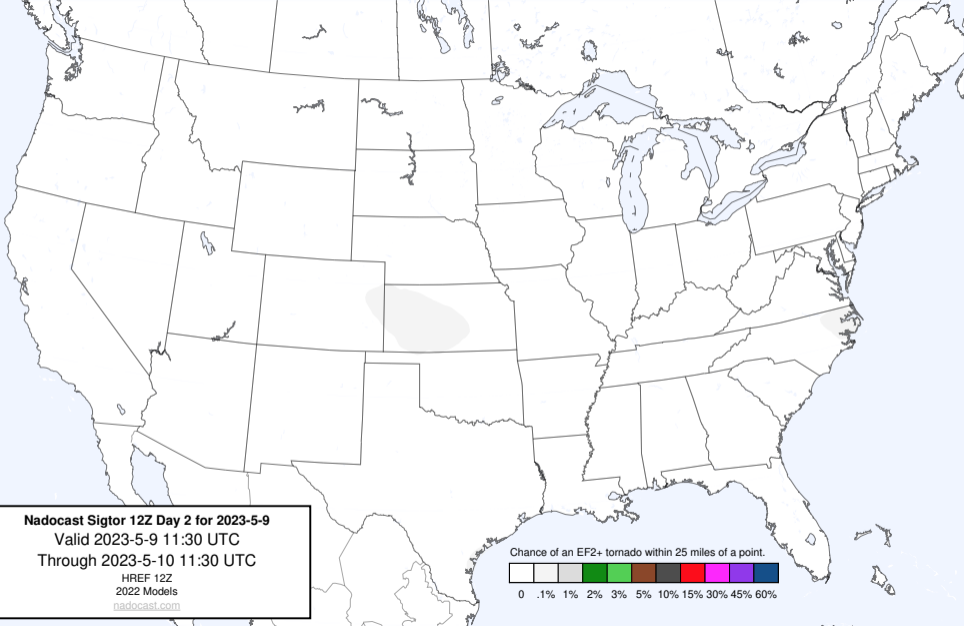 Nadocast Sigtor 12Z Day 2 for 2023-5-9
Valid 2023-5-9 11:30 UTC
Through 2023-5-10 11:30 UTC
HREF 12Z
2022 Models
nadocast.com
Chance of an EF2+ tornado within 25 miles of a point.
0 .1% 1% 2% 3% 5% 10% 15% 30% 45% 60%